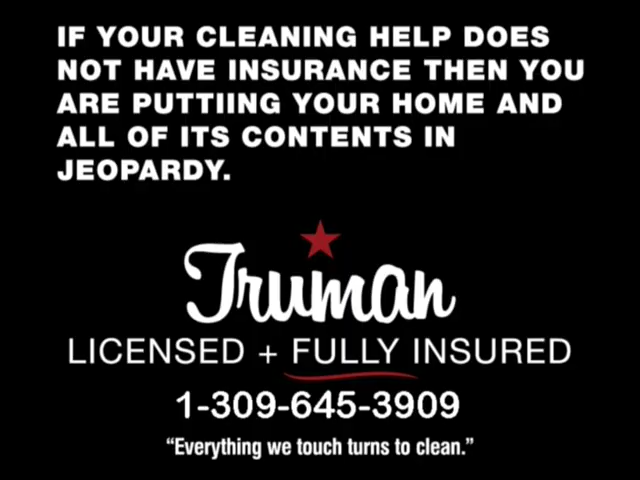 IF YOUR CLEANING HELP DOES
NOT HAVE INSURANCE THEN YOU
ARE PUTTIING YOUR HOME AND
ALL OF ITS CONTENTS IN
JEOPARDY.
Truman
LICENSED + FULLY INSURED
1-309-645-3909
“Everything we touch turns to clean.”